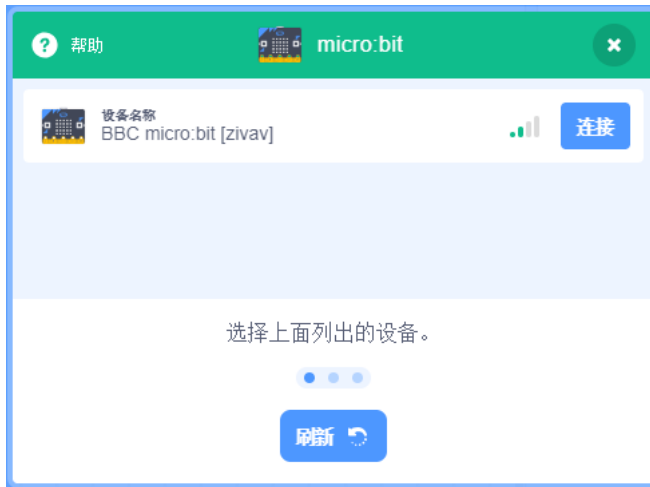 帮助
micro:bit
设备名称
BBC micro:bit [zivav]
连接
选择上面列出的设备。
刷新